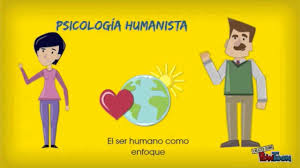 PSICOLOGÍA HUMANISTA
El ser humano como
enfoque